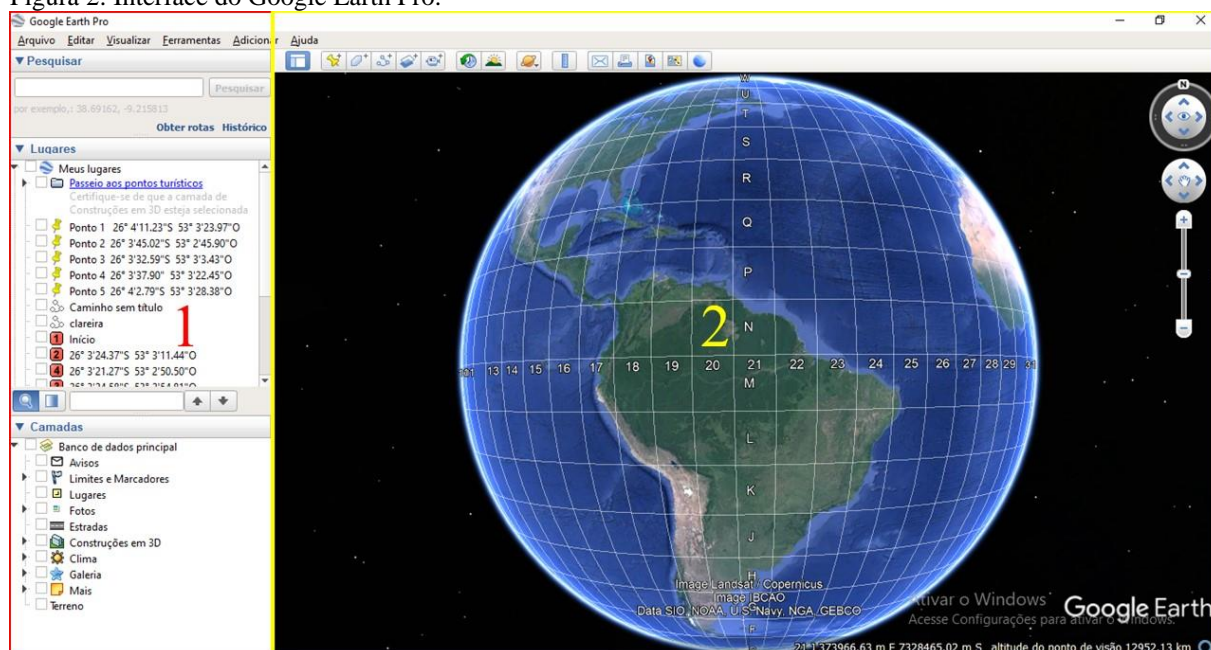 Figura 2: Interface do Google Earth Pro.
Google Earth Pro
Arquivo Editar Visualizar Ferramentas Adicionar Ajuda
Pesquisar
Pesquisar
por exemplo,: 38.69162, -9.215813
Obter rotas Histórico
Lugares
Meus lugares
Passeio aos pontos turísticos
Certifique-se de que a camada de
Construções em 3D esteja selecionada
Ponto 1 26° 4'11.23"S 53° 3'23.97"O
Ponto 2 26° 3'45.02"S 53° 2'45.90"O
Ponto 3 26° 3'32.59"S 53° 3'3.43"O
Ponto 4 26° 3'37.90" 53° 3'22.45"O
Ponto 5 26° 4'2.79"S 53° 3'28.38"O
Caminho sem título
clareira
1 Início
2 26° 3'24.37"S 53° 3'11.44"O
4 26° 3'21.27"S 53° 2'50.50"O
1
Camadas
Banco de dados principal
Avisos
Limites e Marcadores
Lugares
Fotos
Estradas
Construções em 3D
Clima
Galeria
Mais
Terreno
N
W
U
T
S
R
Q
P
2
N
13 14 15 16 17 18 19 20 21 22 23 24 25 26 27 28 29 31
M
L
K
J
H
Image Landsat / Copernicus
Image IBCAO
Data SIO, NOAA, U.S. Navy, NGA, GEBCO
G
F
Ativar o Windows
Acesse Configurações para ativar o Windows.
Google Earth
21 J 373966.63 m E 7328465.02 m S altitude do ponto de visão 12952.13 km